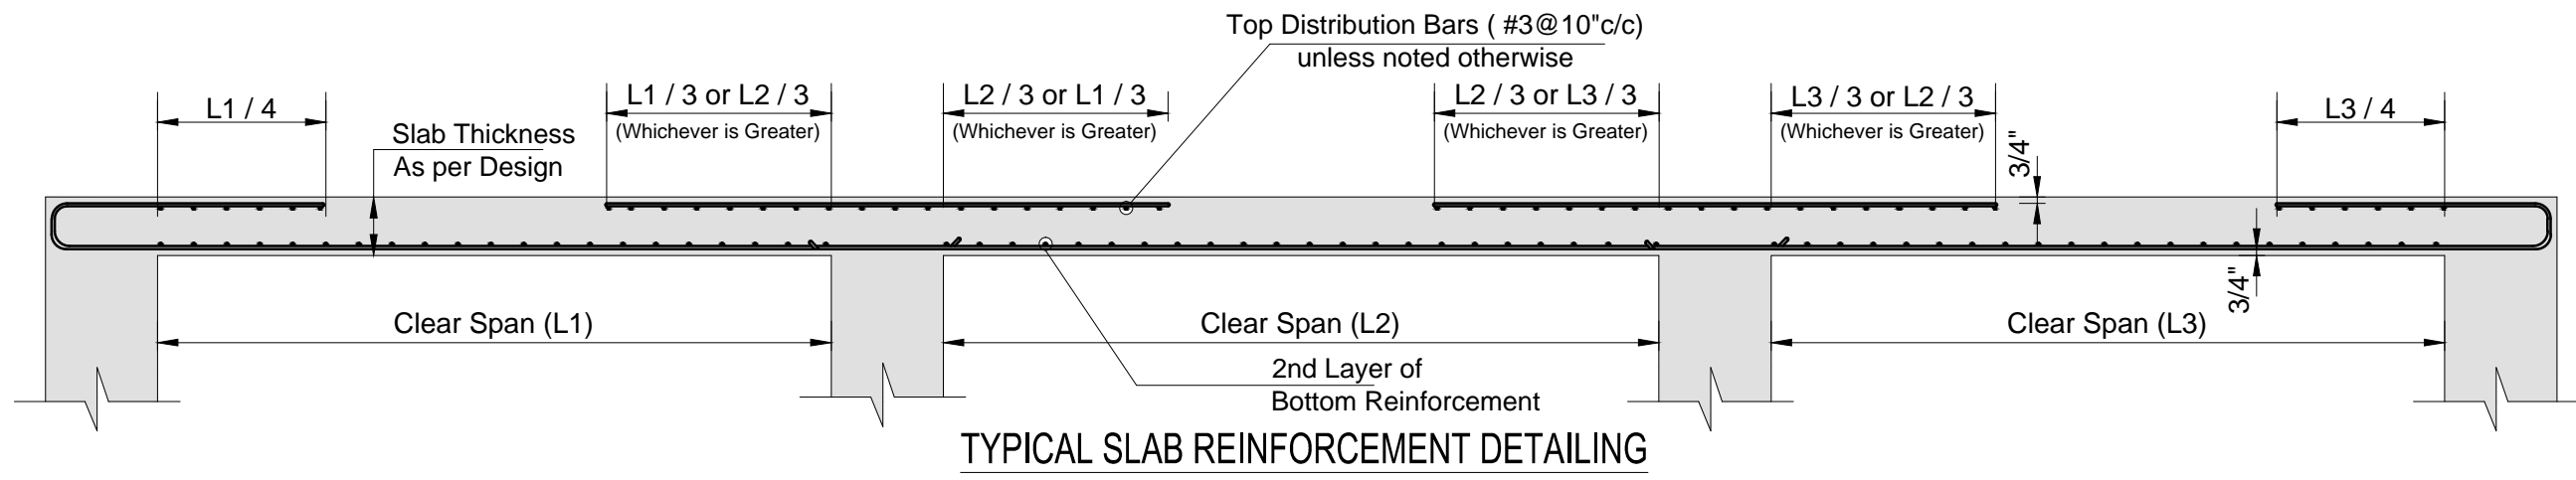 Top Distribution Bars ( #3@10"c/c)
unless noted otherwise
L1 / 4
L1 / 3 or L2 / 3
(Whichever is Greater)
L2 / 3 or L1 / 3
(Whichever is Greater)
L2 / 3 or L3 / 3
(Whichever is Greater)
L3 / 3 or L2 / 3
(Whichever is Greater)
L3 / 4
Slab Thickness
As per Design
3/4"
3/4"
Clear Span (L1)
Clear Span (L2)
Clear Span (L3)
2nd Layer of
Bottom Reinforcement
TYPICAL SLAB REINFORCEMENT DETAILING